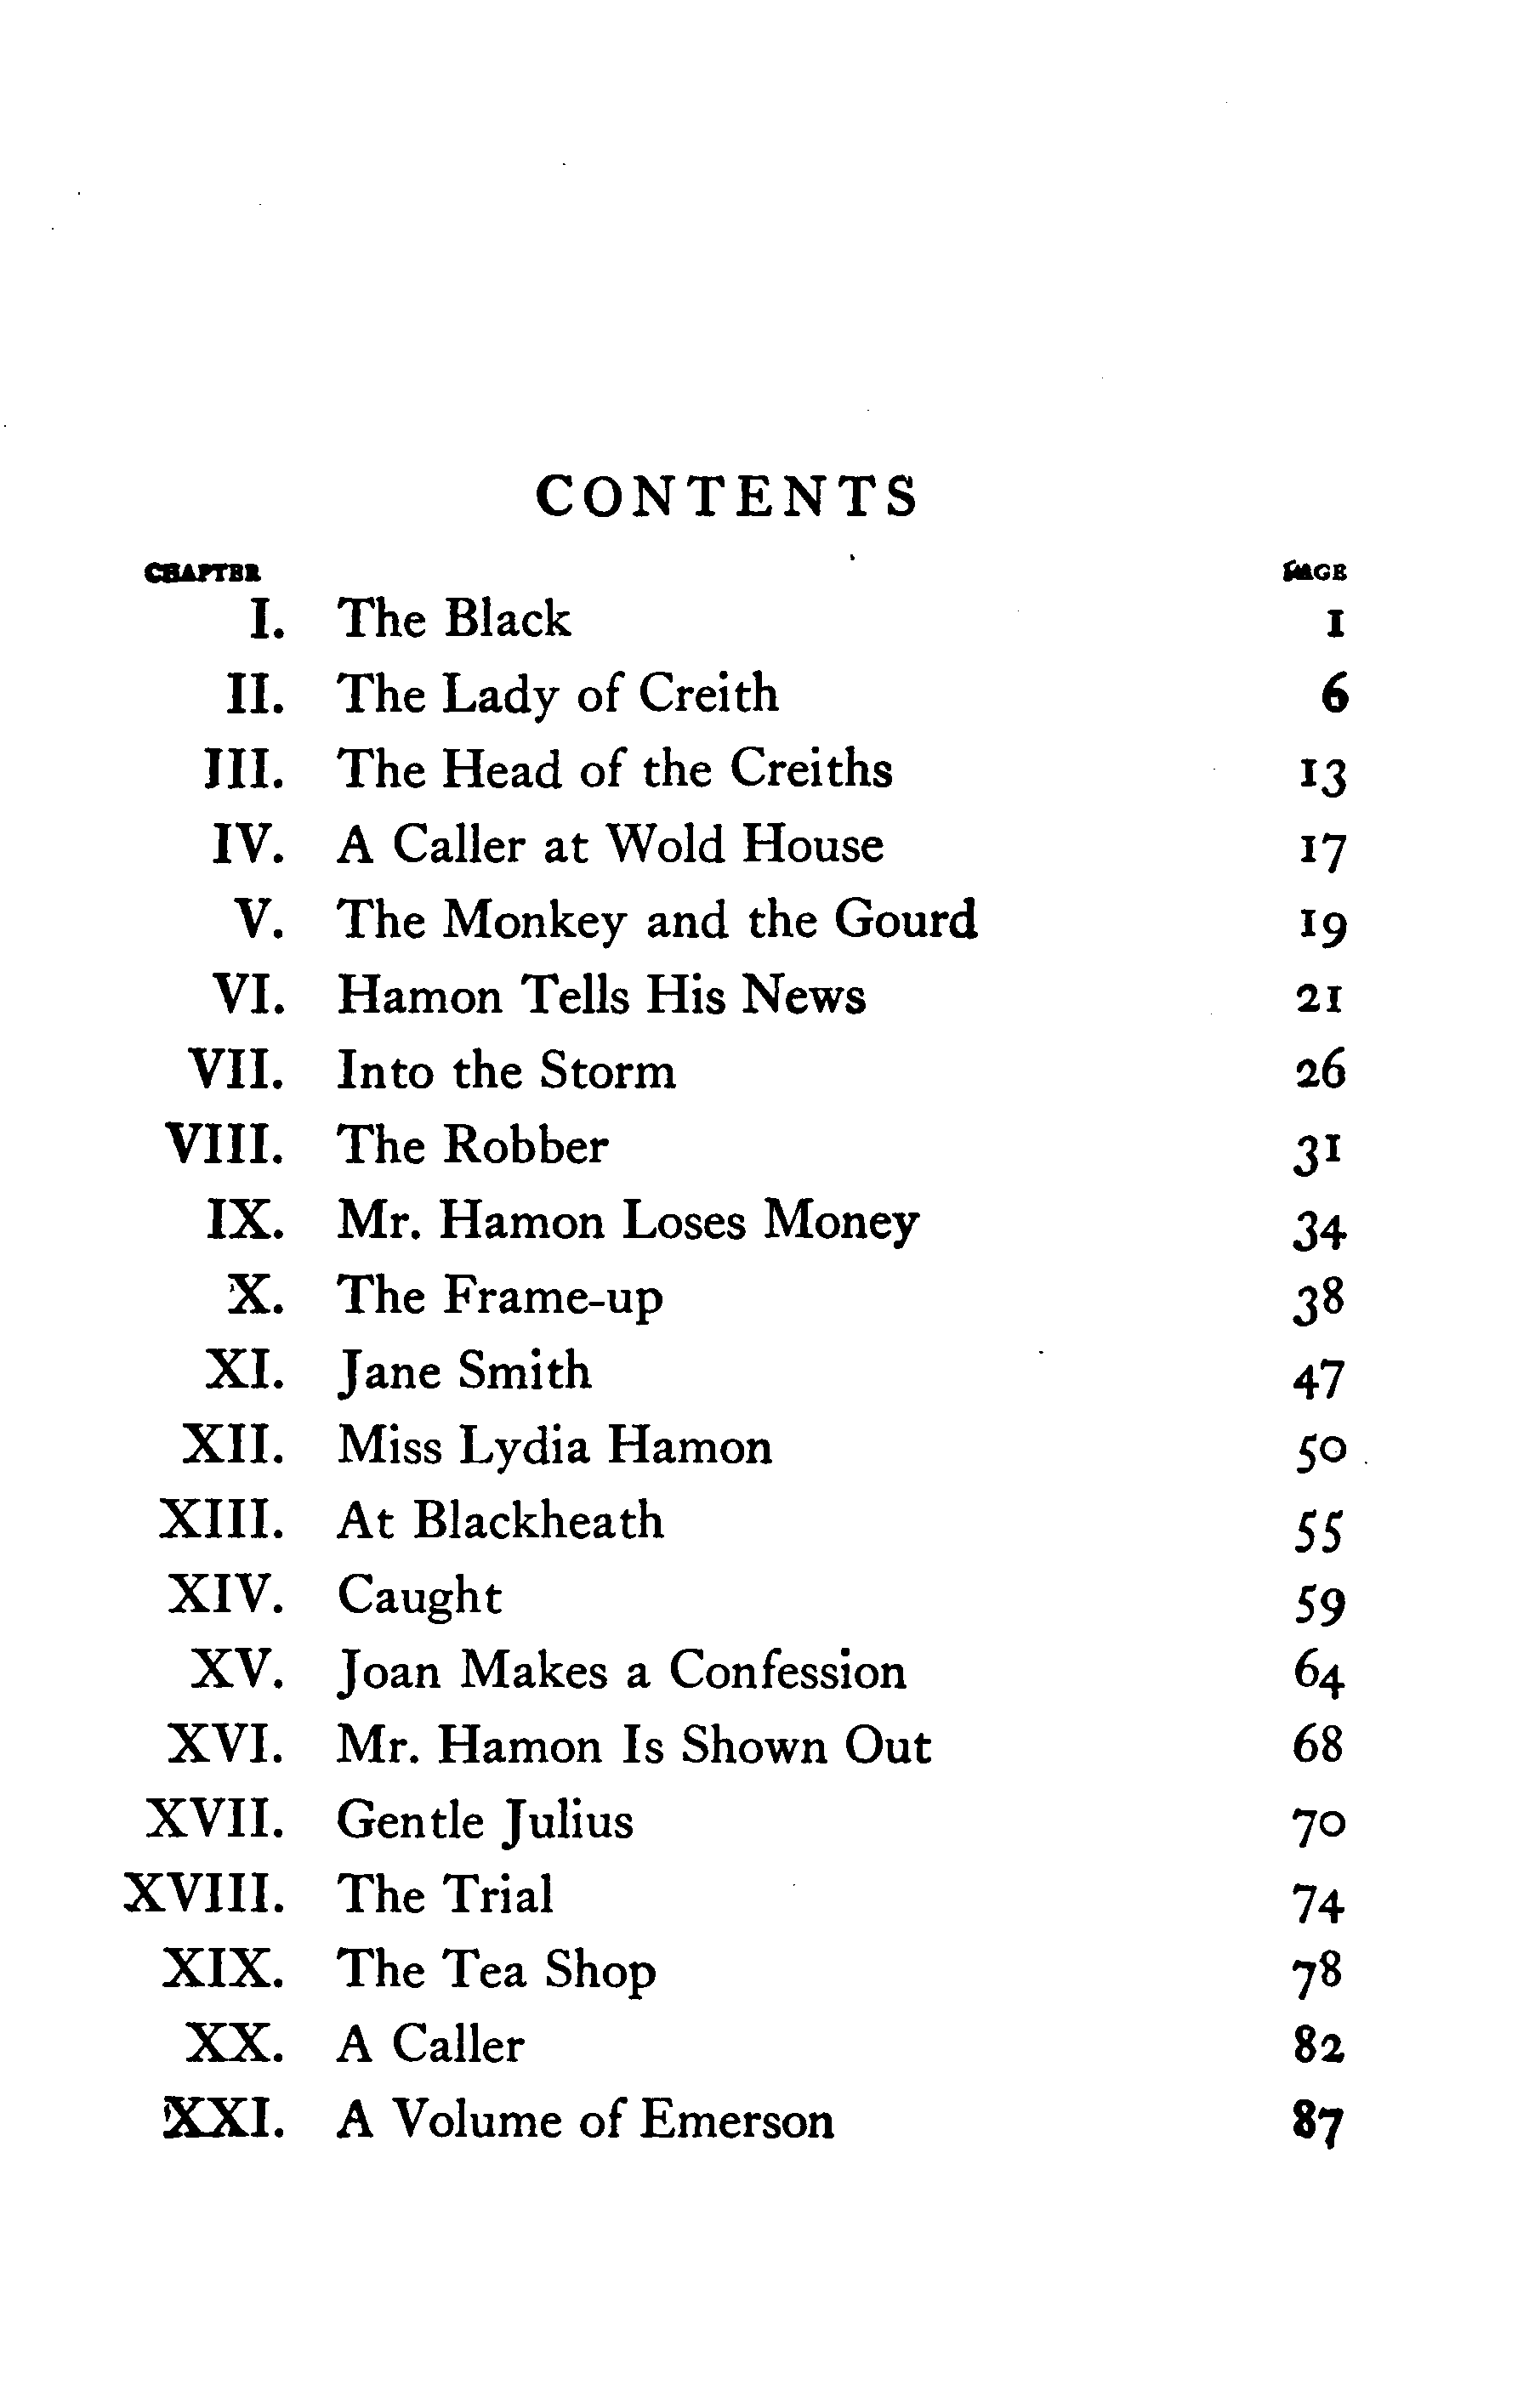 CONTENTS
CHAPTER PAGE
I. The Black 1
II. The Lady of Creith 6
III. The Head of the Creiths 13
IV. A Caller at Wold House 17
V. The Monkey and the Gourd 19
VI. Hamon Tells His News 21
VII. Into the Storm 26
VIII. The Robber 31
IX. Mr. Hamon Loses Money 34
X. The Frame-up 38
XI. Jane Smith 47
XII. Miss Lydia Hamon 50
XIII. At Blackheath 55
XIV. Caught 59
XV. Joan Makes a Confession 64
XVI. Mr. Hamon Is Shown Out 68
XVII. Gentle Julius 70
XVIII. The Trial 74
XIX. The Tea Shop 78
XX. A Caller 82
XXI. A Volume of Emerson 87